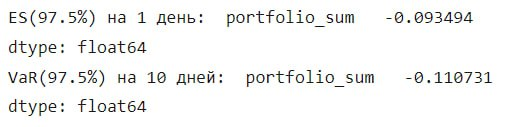 ES(97.5%) на 1 день:  portfolio_sum   -0.093494
dtype: float64
VaR(97.5%) на 10 дней:  portfolio_sum   -0.110731
dtype: float64